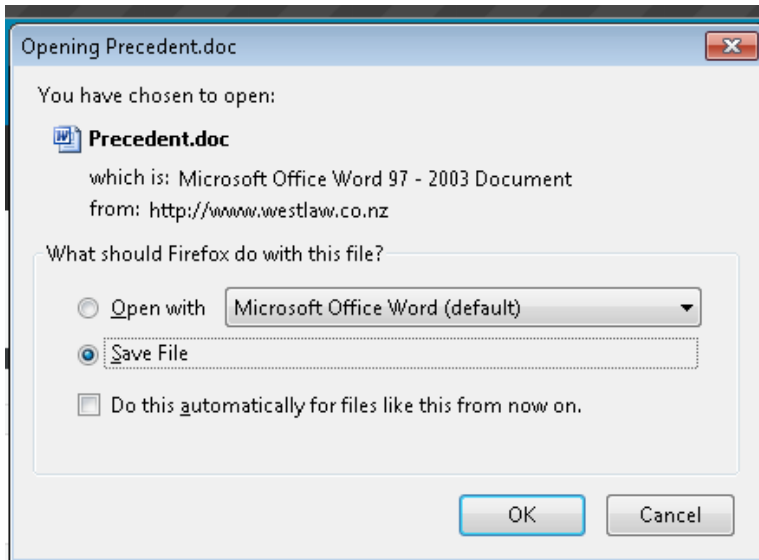 Opening Precedent.doc
You have chosen to open:
Precedent.doc
which is: Microsoft Office Word 97 - 2003 Document
from: http://www.westlaw.co.nz
What should Firefox do with this file?
Open with Microsoft Office Word (default)
Save File
Do this automatically for files like this from now on.
OK Cancel